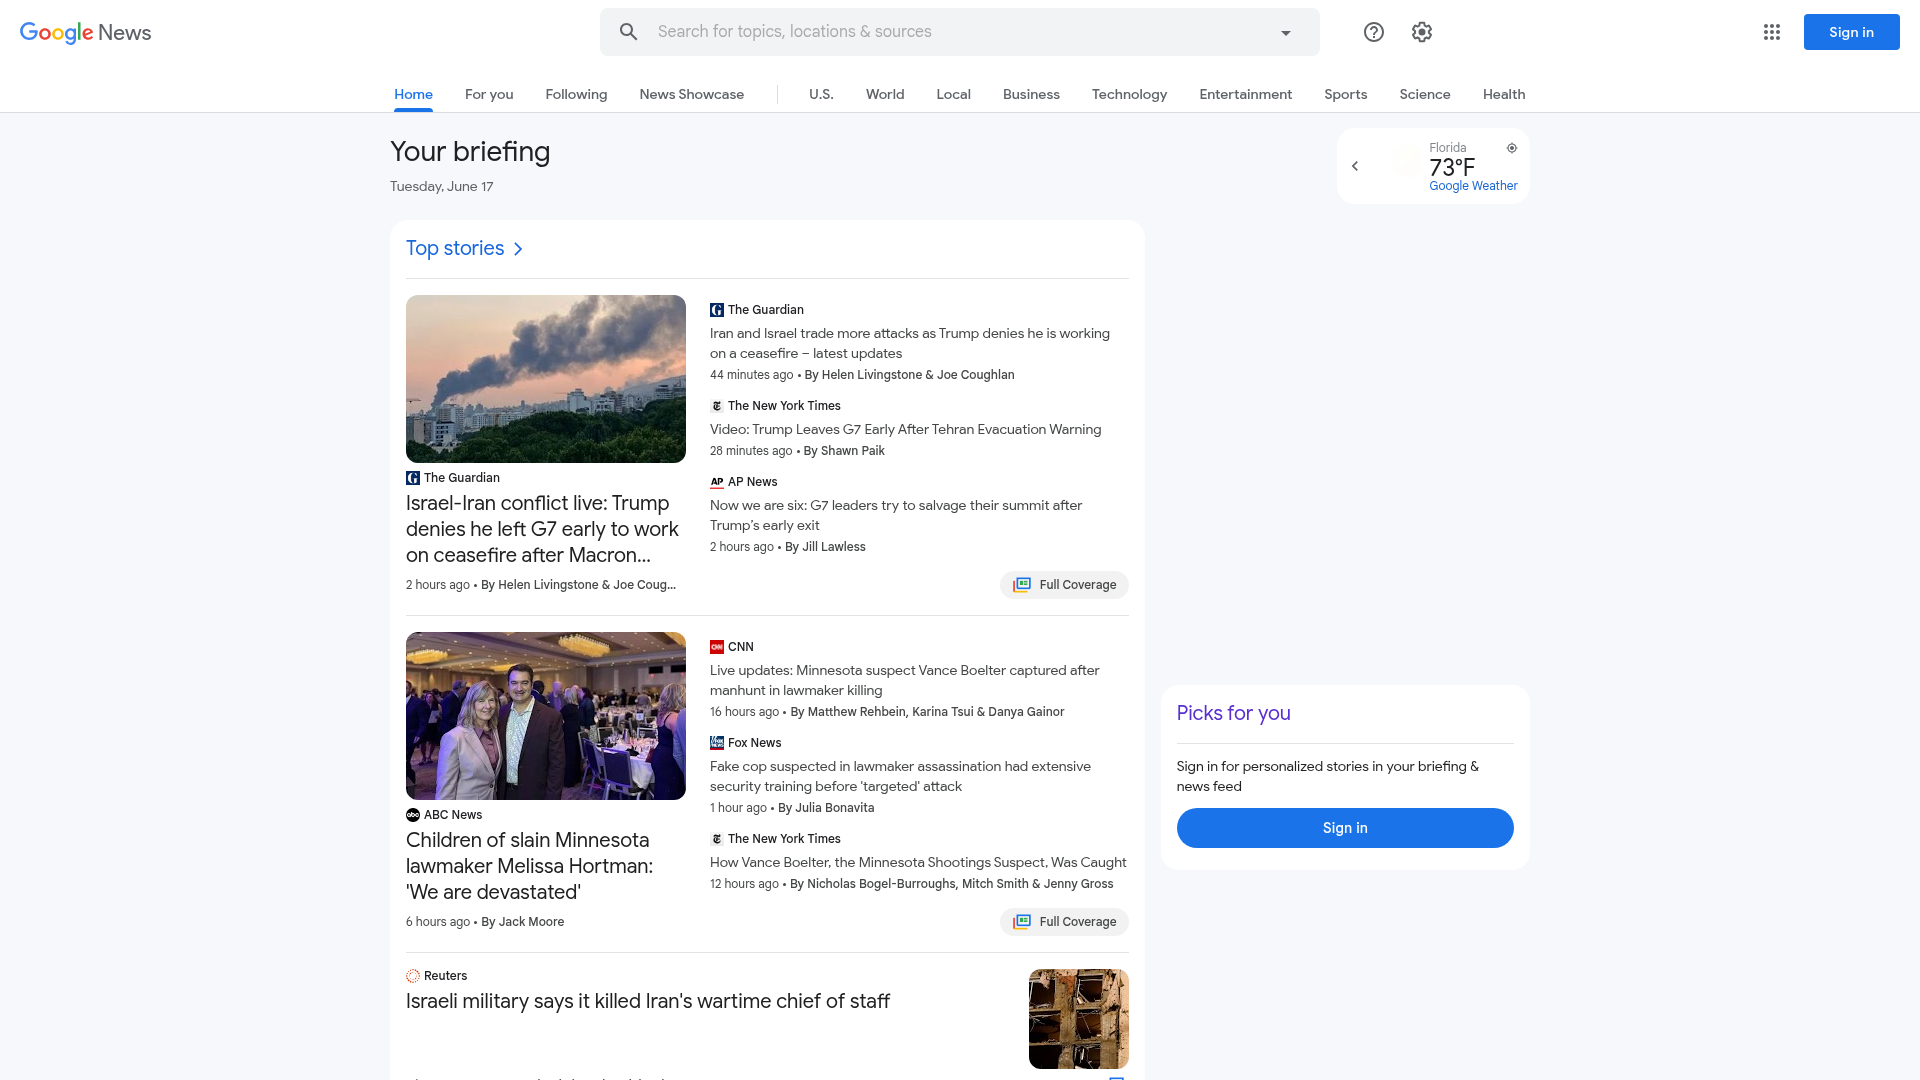 Google News
Search for topics, locations & sources
Sign in
Home
For you
Following
News Showcase
U.S.
World
Local
Business
Technology
Entertainment
Sports
Science
Health
Your briefing
Tuesday, June 17
Florida
73°F
Google Weather
Top stories
The Guardian
Israel-Iran conflict live: Trump
denies he left G7 early to work
on ceasefire after Macron...
2 hours ago • By Helen Livingstone & Joe Coug...
The Guardian
Iran and Israel trade more attacks as Trump denies he is working
on a ceasefire – latest updates
44 minutes ago • By Helen Livingstone & Joe Coughlan
The New York Times
Video: Trump Leaves G7 Early After Tehran Evacuation Warning
28 minutes ago • By Shawn Paik
AP News
Now we are six: G7 leaders try to salvage their summit after
Trump’s early exit
2 hours ago • By Jill Lawless
Full Coverage
ABC News
Children of slain Minnesota
lawmaker Melissa Hortman:
'We are devastated'
6 hours ago • By Jack Moore
CNN
Live updates: Minnesota suspect Vance Boelter captured after
manhunt in lawmaker killing
16 hours ago • By Matthew Rehbein, Karina Tsui & Danya Gainor
Fox News
Fake cop suspected in lawmaker assassination had extensive
security training before 'targeted' attack
1 hour ago • By Julia Bonavita
The New York Times
How Vance Boelter, the Minnesota Shootings Suspect, Was Caught
12 hours ago • By Nicholas Bogel-Burroughs, Mitch Smith & Jenny Gross
Full Coverage
Reuters
Israeli military says it killed Iran's wartime chief of staff
Picks for you
Sign in for personalized stories in your briefing &
news feed
Sign in